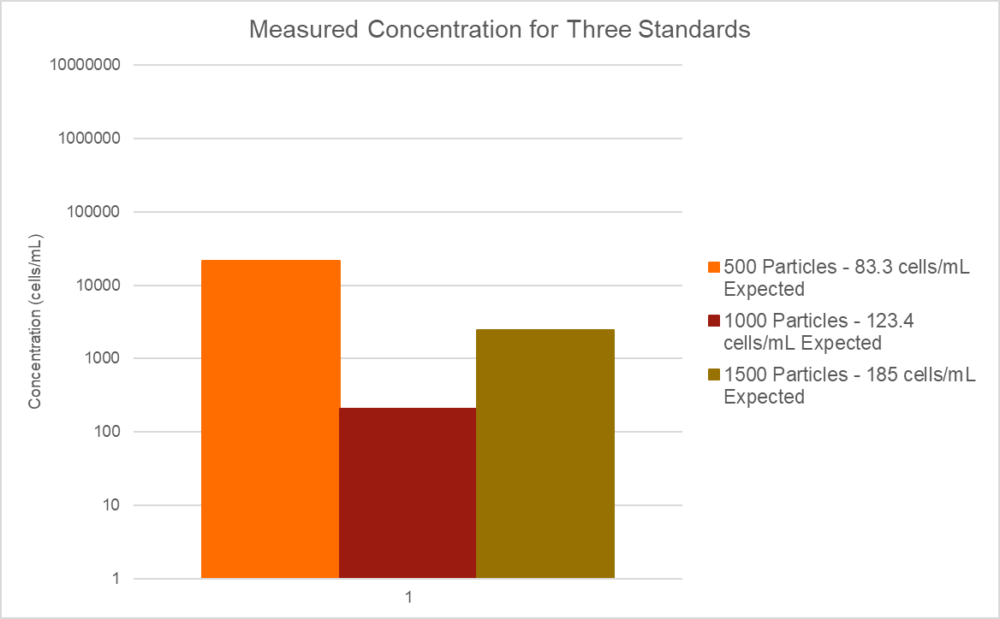 Measured Concentration for Three Standards
10000000
1000000
100000
10000
1000
100
10
1
Concentration (cells/mL)
1
500 Particles - 83.3 cells/mL
Expected
1000 Particles - 123.4
cells/mL Expected
1500 Particles - 185 cells/mL
Expected